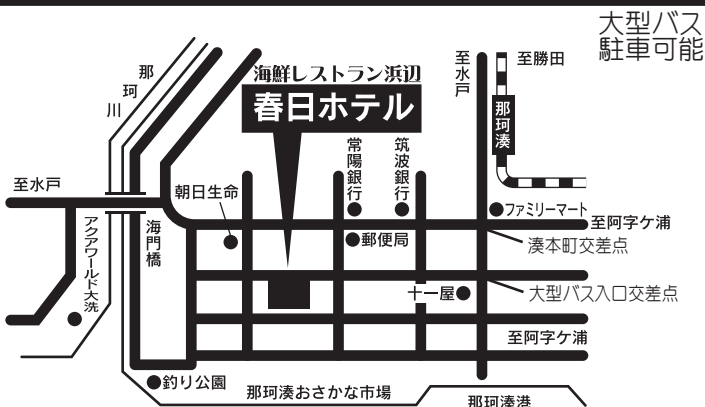 大型バス
駐車可能
海鮮レストラン浜辺
春日ホテル
那珂川
至水戸
至勝田
那珂湊
至水戸
朝日生命
常陽銀行
筑波銀行
ファミリーマート
至阿字ケ浦
郵便局
湊本町交差点
海門橋
アクアワールド大洗
十一屋
大型バス入口交差点
至阿字ケ浦
釣り公園
那珂湊おさかな市場
那珂湊港